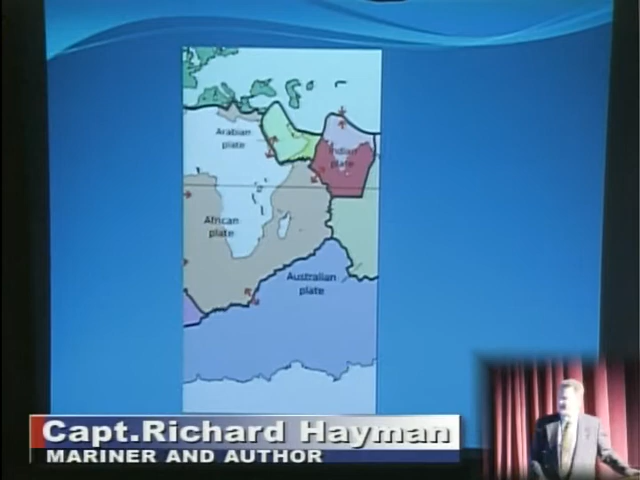 Arabian
plate
Indian
plate
African
plate
Australian
plate
Capt.Richard Hayman
MARINER AND AUTHOR